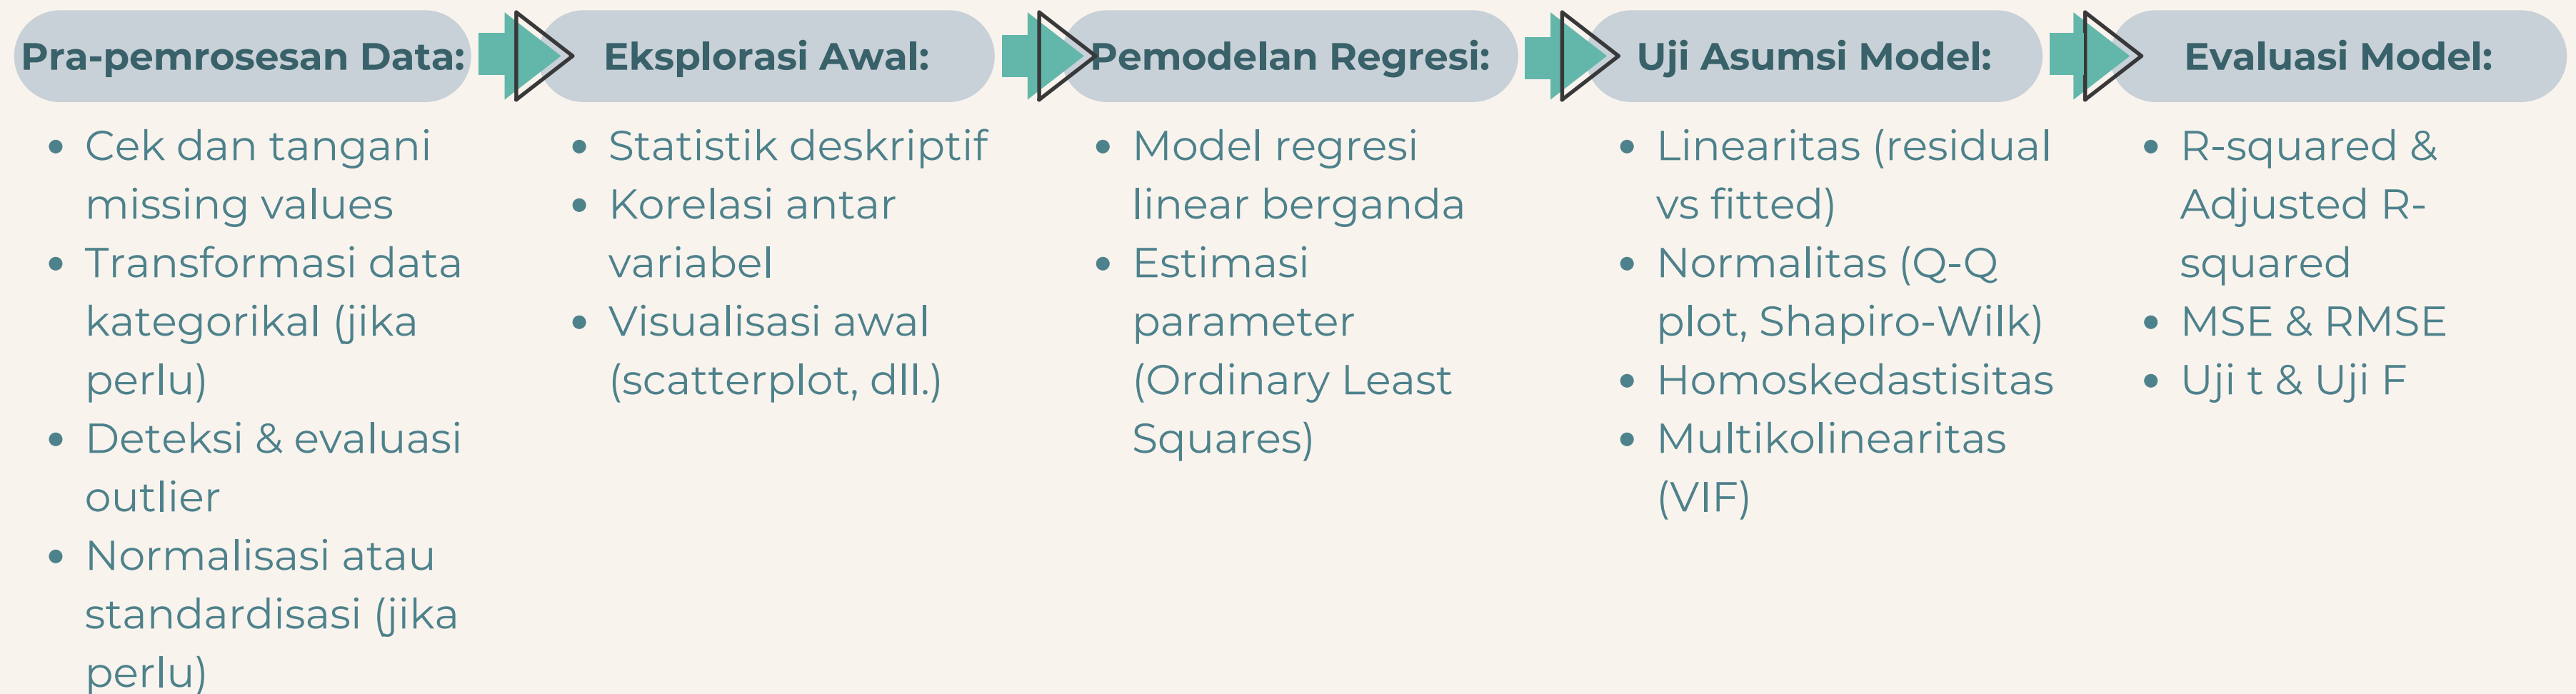 Pra-pemrosesan Data:
Cek dan tangani
missing values
Transformasi data
kategorikal (jika
perlu)
Deteksi & evaluasi
outlier
Normalisasi atau
standardisasi (jika
perlu)
Eksplorasi Awal:
Statistik deskriptif
Korelasi antar
variabel
Visualisasi awal
(scatterplot, dll.)
Pemodelan Regresi:
Model regresi
linear berganda
Estimasi
parameter
(Ordinary Least
Squares)
Uji Asumsi Model:
Linearitas (residual
vs fitted)
Normalitas (Q-Q
plot, Shapiro-Wilk)
Homoskedastisitas
Multikolinearitas
(VIF)
Evaluasi Model:
R-squared &
Adjusted R-
squared
MSE & RMSE
Uji t & Uji F